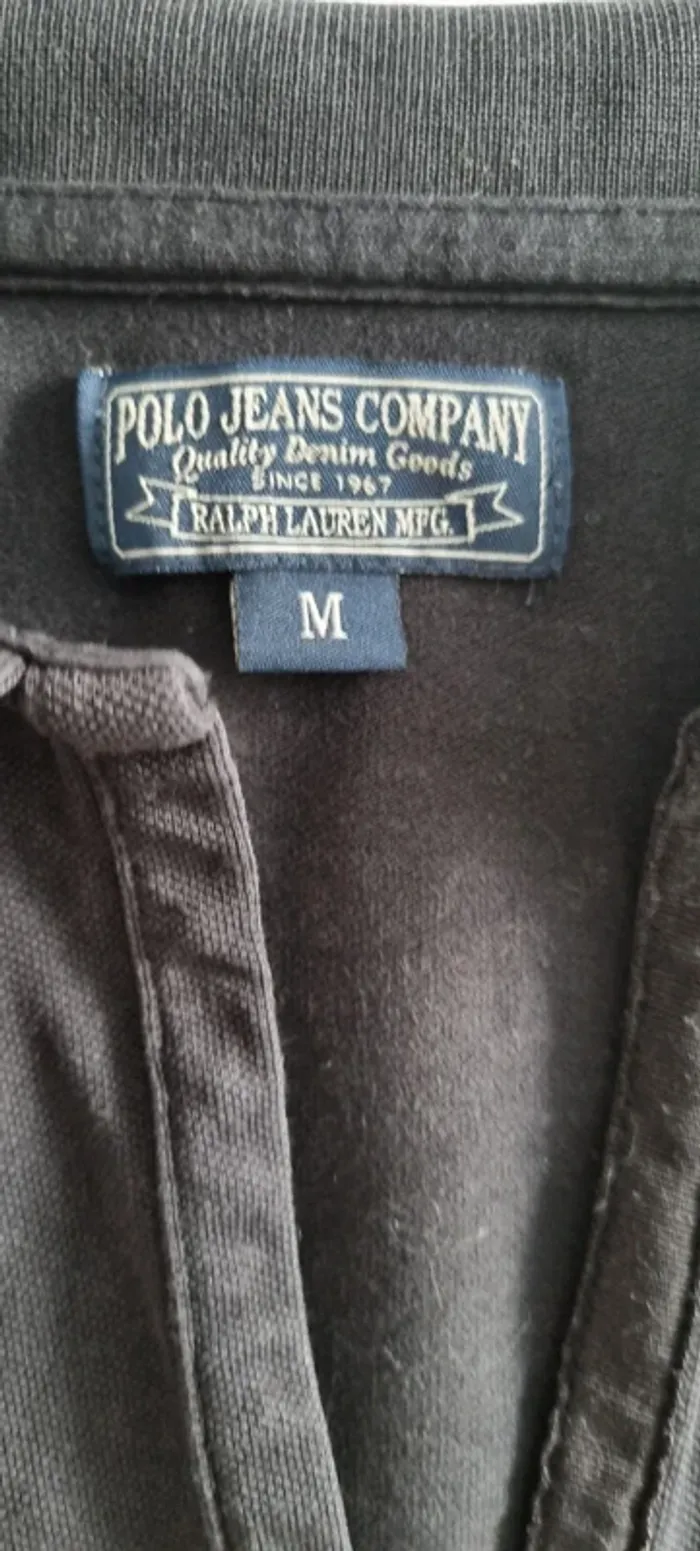 POLO JEANS COMPANY
Quality Denim Goods
SINCE 1967
RALPH LAUREN MFG.
M